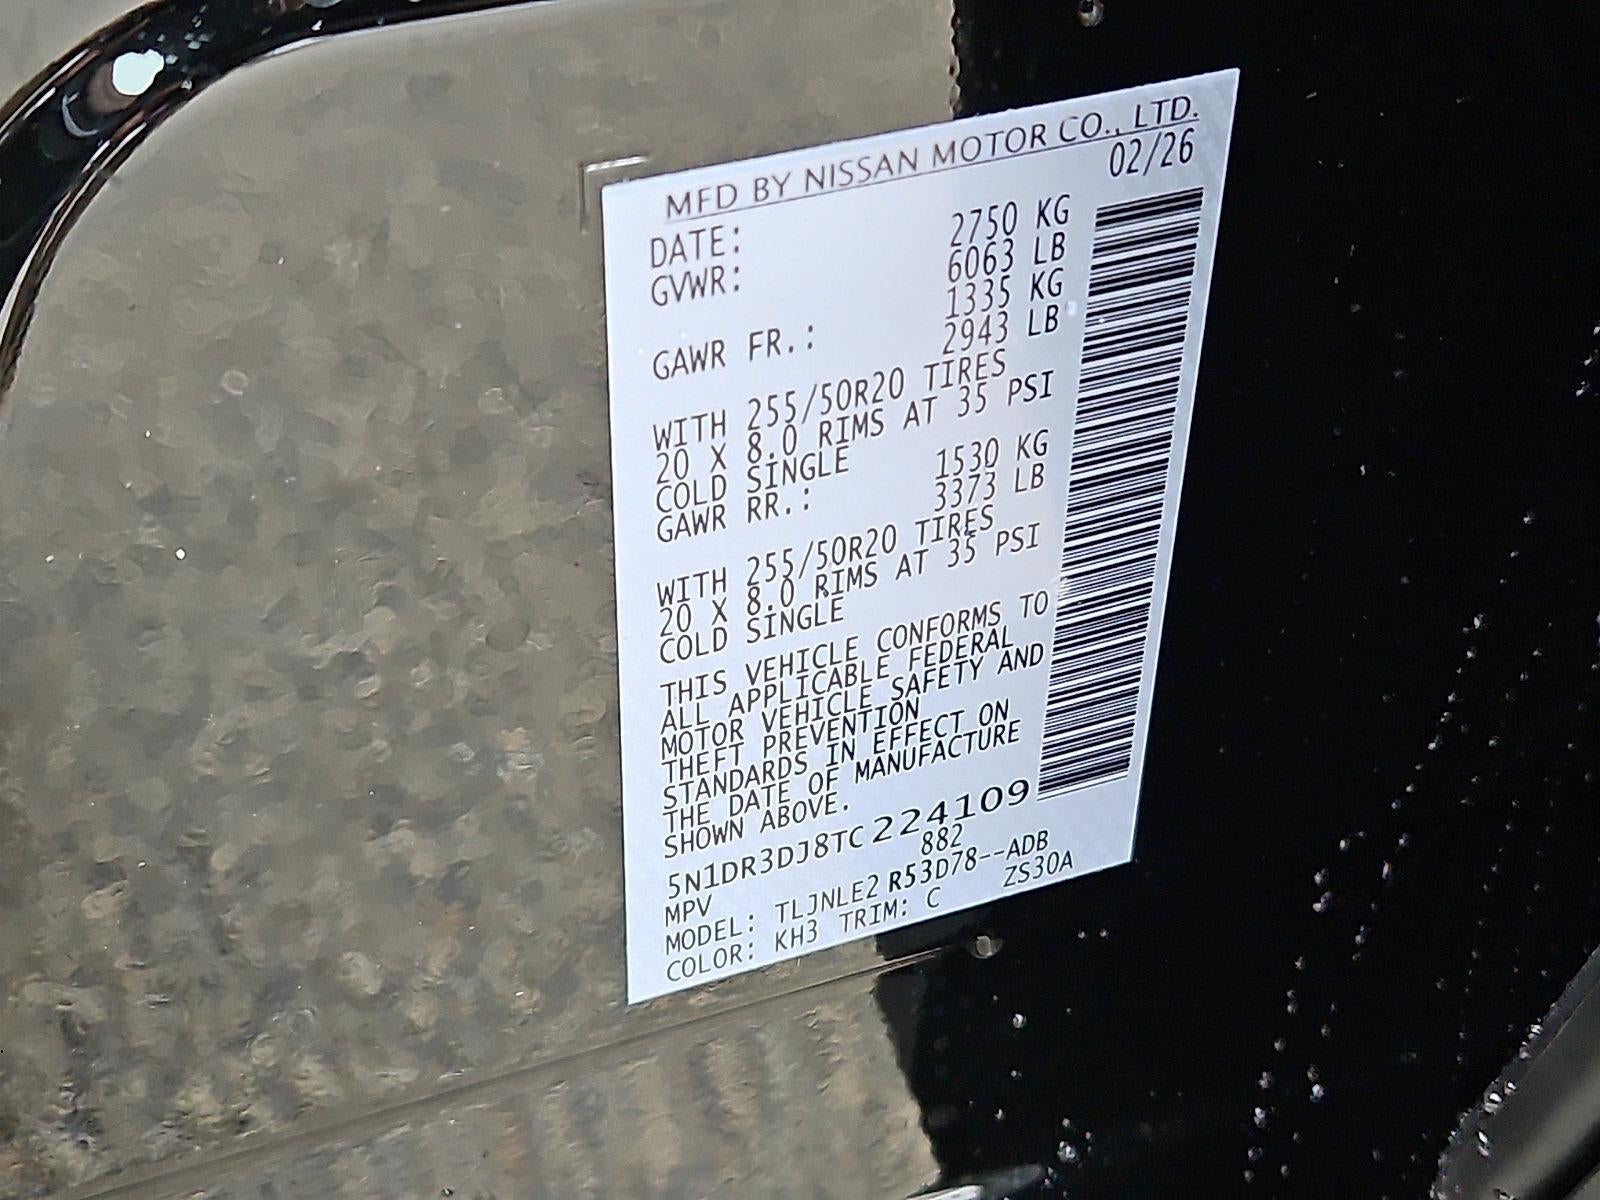 MFD BY NISSAN MOTOR CO., LTD.
DATE: 02/26
GVWR: 2750 KG
6063 LB
GAWR FR.: 1335 KG
2943 LB
WITH 255/50R20 TIRES
20 X 8.0 RIMS AT 35 PSI
COLD SINGLE
GAWR RR.: 1530 KG
3373 LB
WITH 255/50R20 TIRES
20 X 8.0 RIMS AT 35 PSI
COLD SINGLE
THIS VEHICLE CONFORMS TO
ALL APPLICABLE FEDERAL
MOTOR VEHICLE SAFETY AND
THEFT PREVENTION
STANDARDS IN EFFECT ON
THE DATE OF MANUFACTURE
SHOWN ABOVE.
5N1DR3DJ8TC224109
MPV 882
MODEL: TLJNLE2 R53D78--ADB
COLOR: KH3 TRIM: C ZS30A